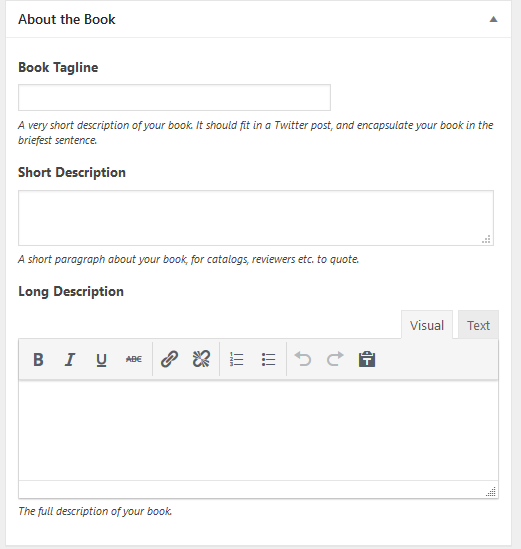 About the Book
Book Tagline
A very short description of your book. It should fit in a Twitter post, and encapsulate your book in the
briefest sentence.
Short Description
A short paragraph about your book, for catalogs, reviewers etc. to quote.
Long Description
Visual Text
B I U ABC
The full description of your book.